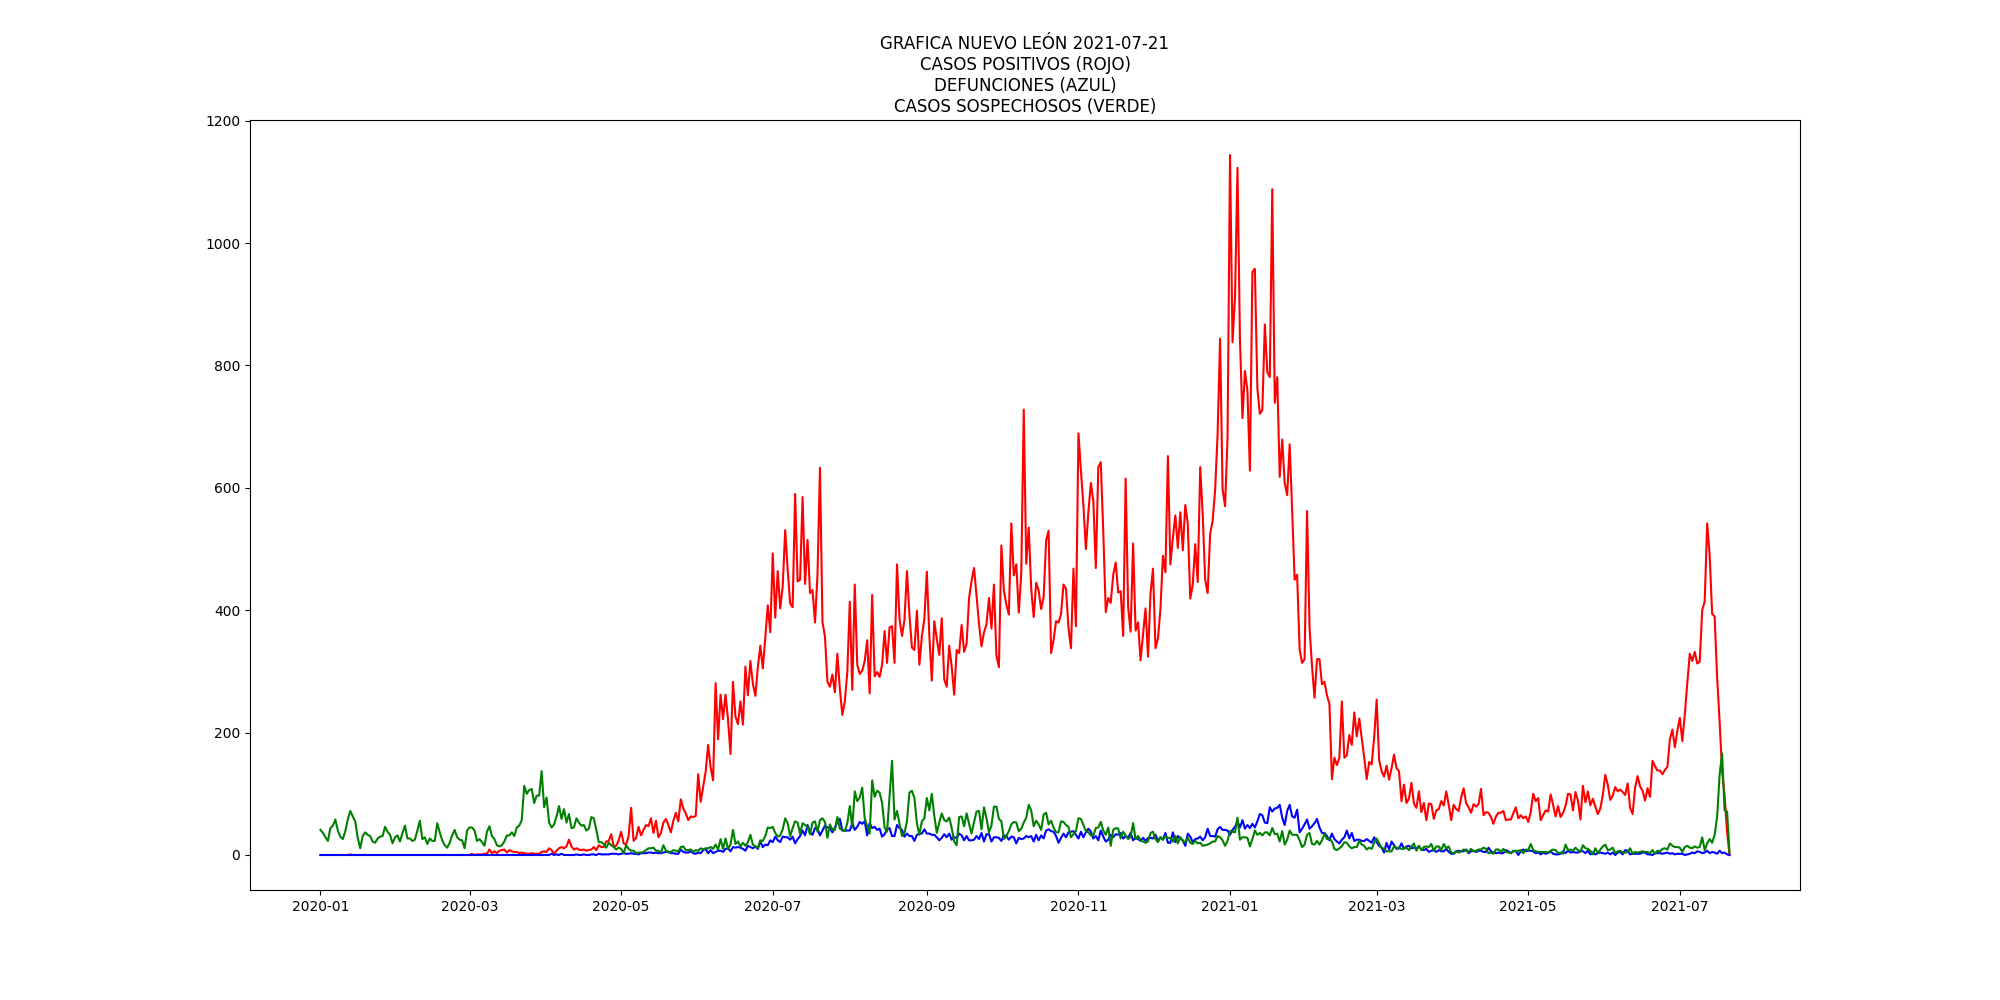 GRAFICA NUEVO LEÓN 2021-07-21
CASOS POSITIVOS (ROJO)
DEFUNCIONES (AZUL)
CASOS SOSPECHOSOS (VERDE)
1200
1000
800
600
400
200
0
2020-01 2020-03 2020-05 2020-07 2020-09 2020-11 2021-01 2021-03 2021-05 2021-07